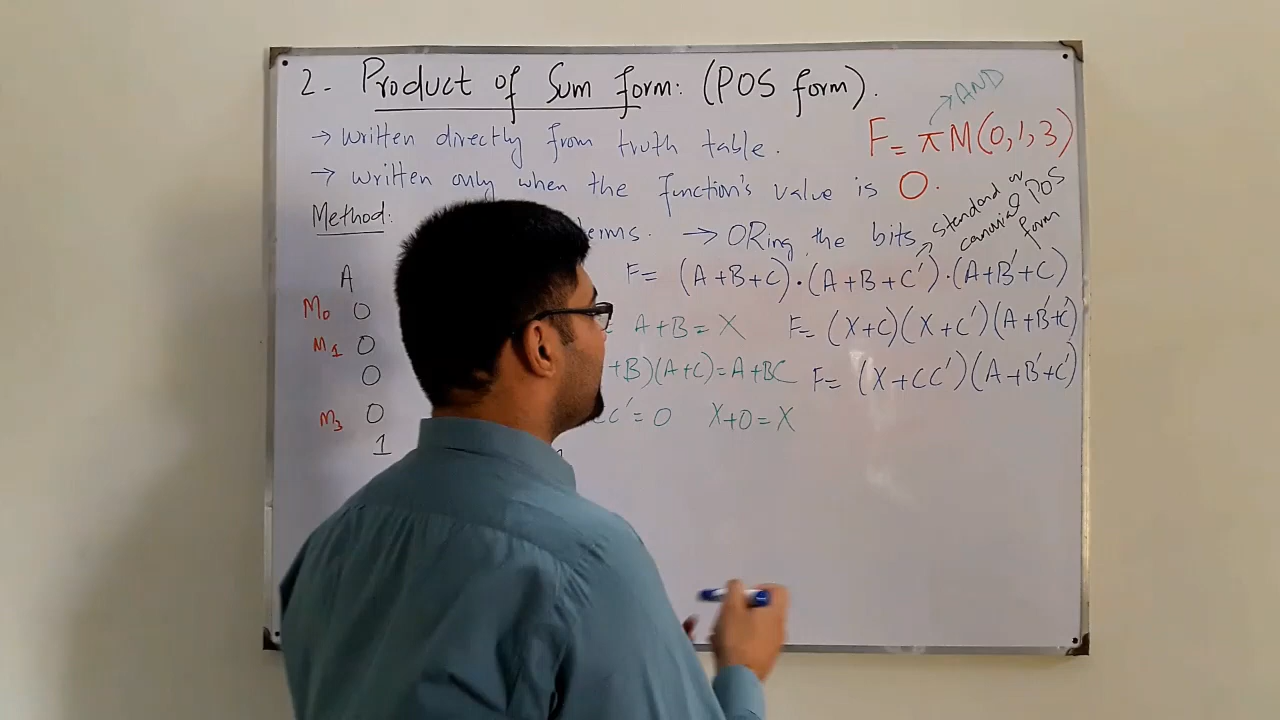 2. Product of Sum form: (POS form).
→ AND
→ written directly from truth table.
F = π M(0,1,3)
→ written only when the function's value is 0.
Method:
→ ORing the bits
standard or
canonical POS
form
A
F= (A+B+C)·(A+B+C')·(A+B'+C)
M₀ 0
A+B = X
F= (X+C)(X+C')(A+B'+C')
M₁ 0
+B)(A+C)=A+BC
F= (X+CC')(A+B'+C')
0
M₃ 0
CC'=0 X+0=X
1